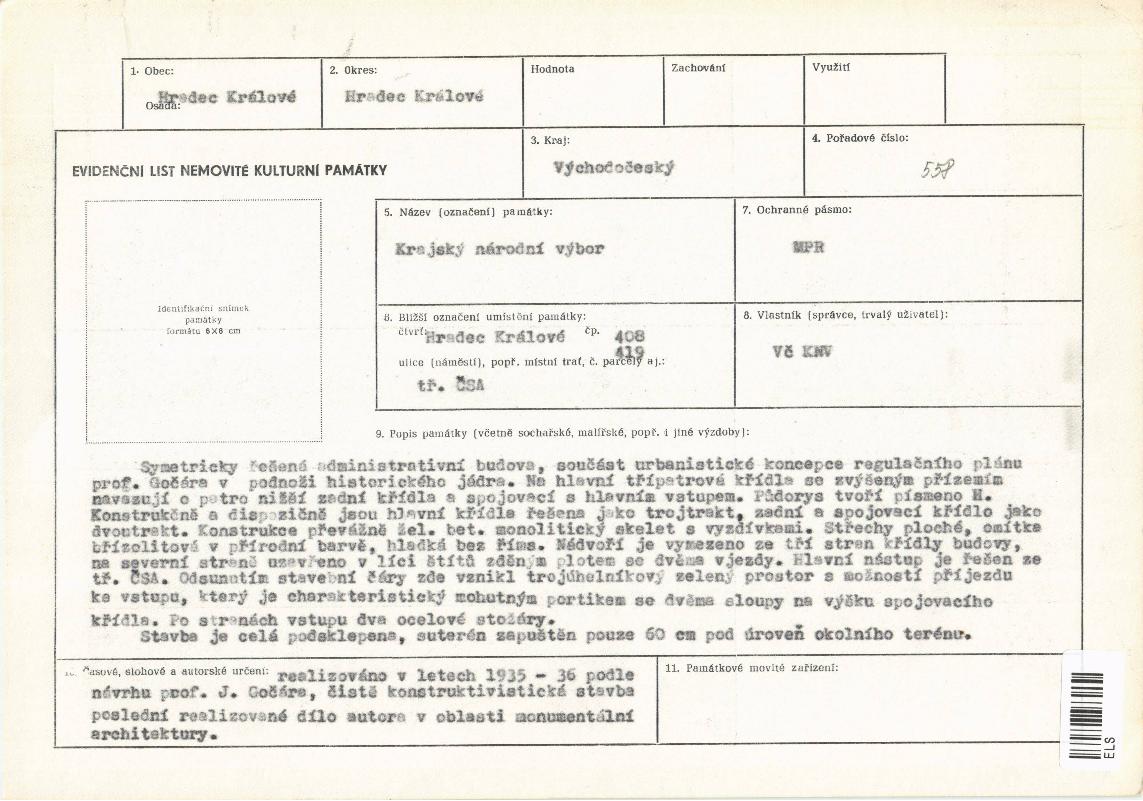 1. Obec:
Hradec Králové
Osada:
2. Okres:
Hradec Králové
Hodnota
Zachování
Využití
EVIDENČNÍ LIST NEMOVITÉ KULTURNÍ PAMÁTKY
3. Kraj:
Východočeský
4. Pořadové číslo:
558
Identifikační snímek
památky
formátu 6X6 cm
5. Název (označení) památky:
Krajský národní výbor
7. Ochranné pásmo:
MPR
6. Bližší označení umístění památky:
čtvrť: Hradec Králové čp. 408
419
ulice (náměstí), popř. místní trať, č. parcely aj.:
tř. ČSA
8. Vlastník (správce, trvalý uživatel):
Vč KNV
9. Popis památky (včetně sochařské, malířské, popř. i jiné výzdoby):
Symetricky řešená administrativní budova, součást urbanistické koncepce regulačního plánu
prof. Gočára v podnoži historického jádra. Na hlavní třípatrová křídla se zvýšeným přízemím
navazují o patro nižší zadní křídla a spojovací s hlavním vstupem. Půdorys tvoří písmeno H.
Konstrukčně a dispozičně jsou hlavní křídla řešena jako trojtrakt, zadní a spojovací křídlo jako
dvoutrakt. Konstrukce převážně žel. bet. monolitický skelet s vyzdívkami. Střechy ploché, omítka
břízolitová v přírodní barvě, hladká bez říms. Nádvoří je vymezeno ze tří stran křídly budovy,
na severní straně uzavřeno v líci štítů zděným plotem se dvěma vjezdy. Hlavní nástup je řešen ze
tř. ČSA. Odsunutím stavební čáry zde vznikl trojúhelníkový zelený prostor s možností příjezdu
ke vstupu, který je charakteristický mohutným portikem se dvěma sloupy na výšku spojovacího
křídla. Po stranách vstupu dva ocelové stožáry.
Stavba je celá podsklepena, suterén zapuštěn pouze 60 cm pod úroveň okolního terénu.
10. Časové, slohové a autorské určení: realizováno v letech 1935 - 36 podle
návrhu prof. J. Gočára, čistě konstruktivistická stavba
poslední realizované dílo autora v oblasti monumentální
architektury.
11. Památkové movité zařízení:
ELS